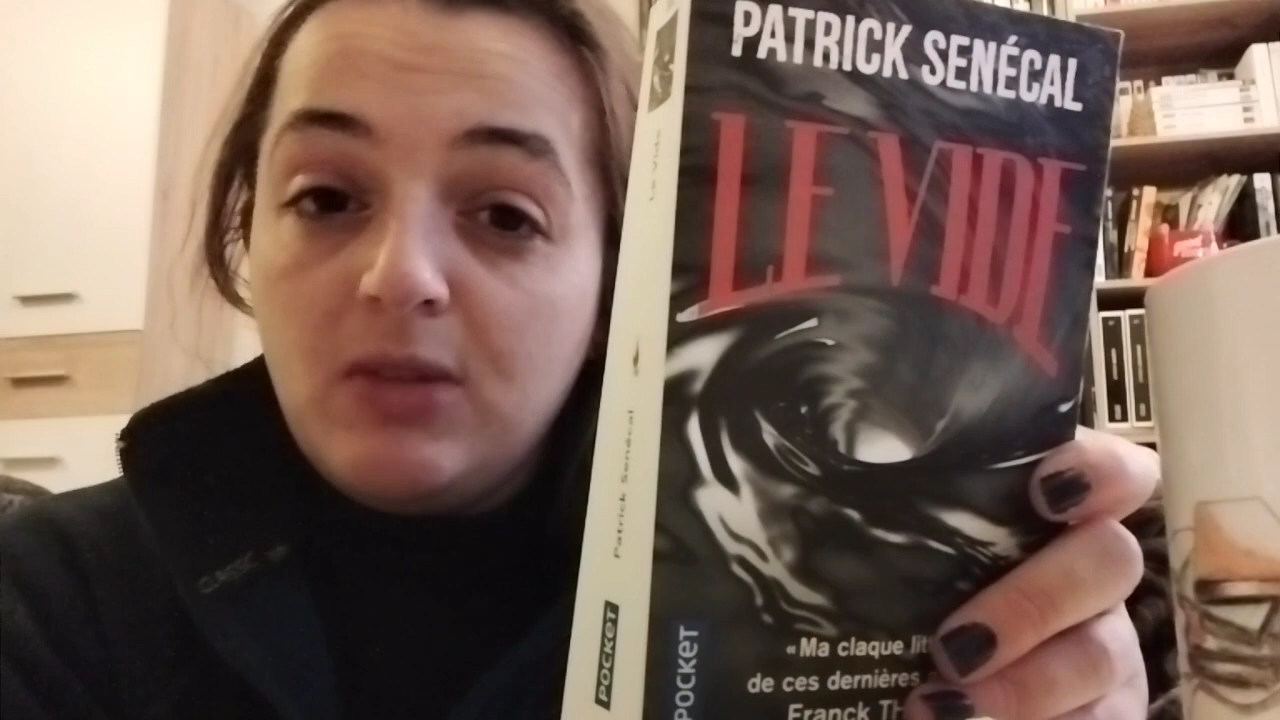 PATRICK SENÉCAL
LE VIDE
«Ma claque
de ces dernières
Franck
POCKET
Le Vide
Patrick Senécal
POCKET